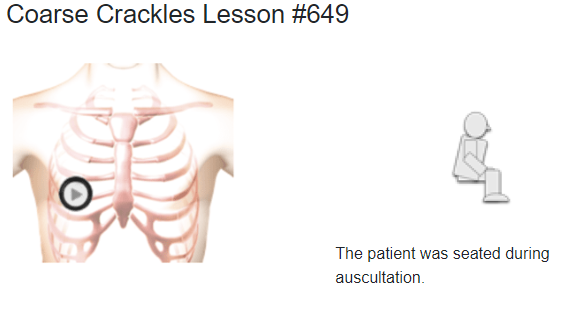 Coarse Crackles Lesson #649
The patient was seated during
auscultation.